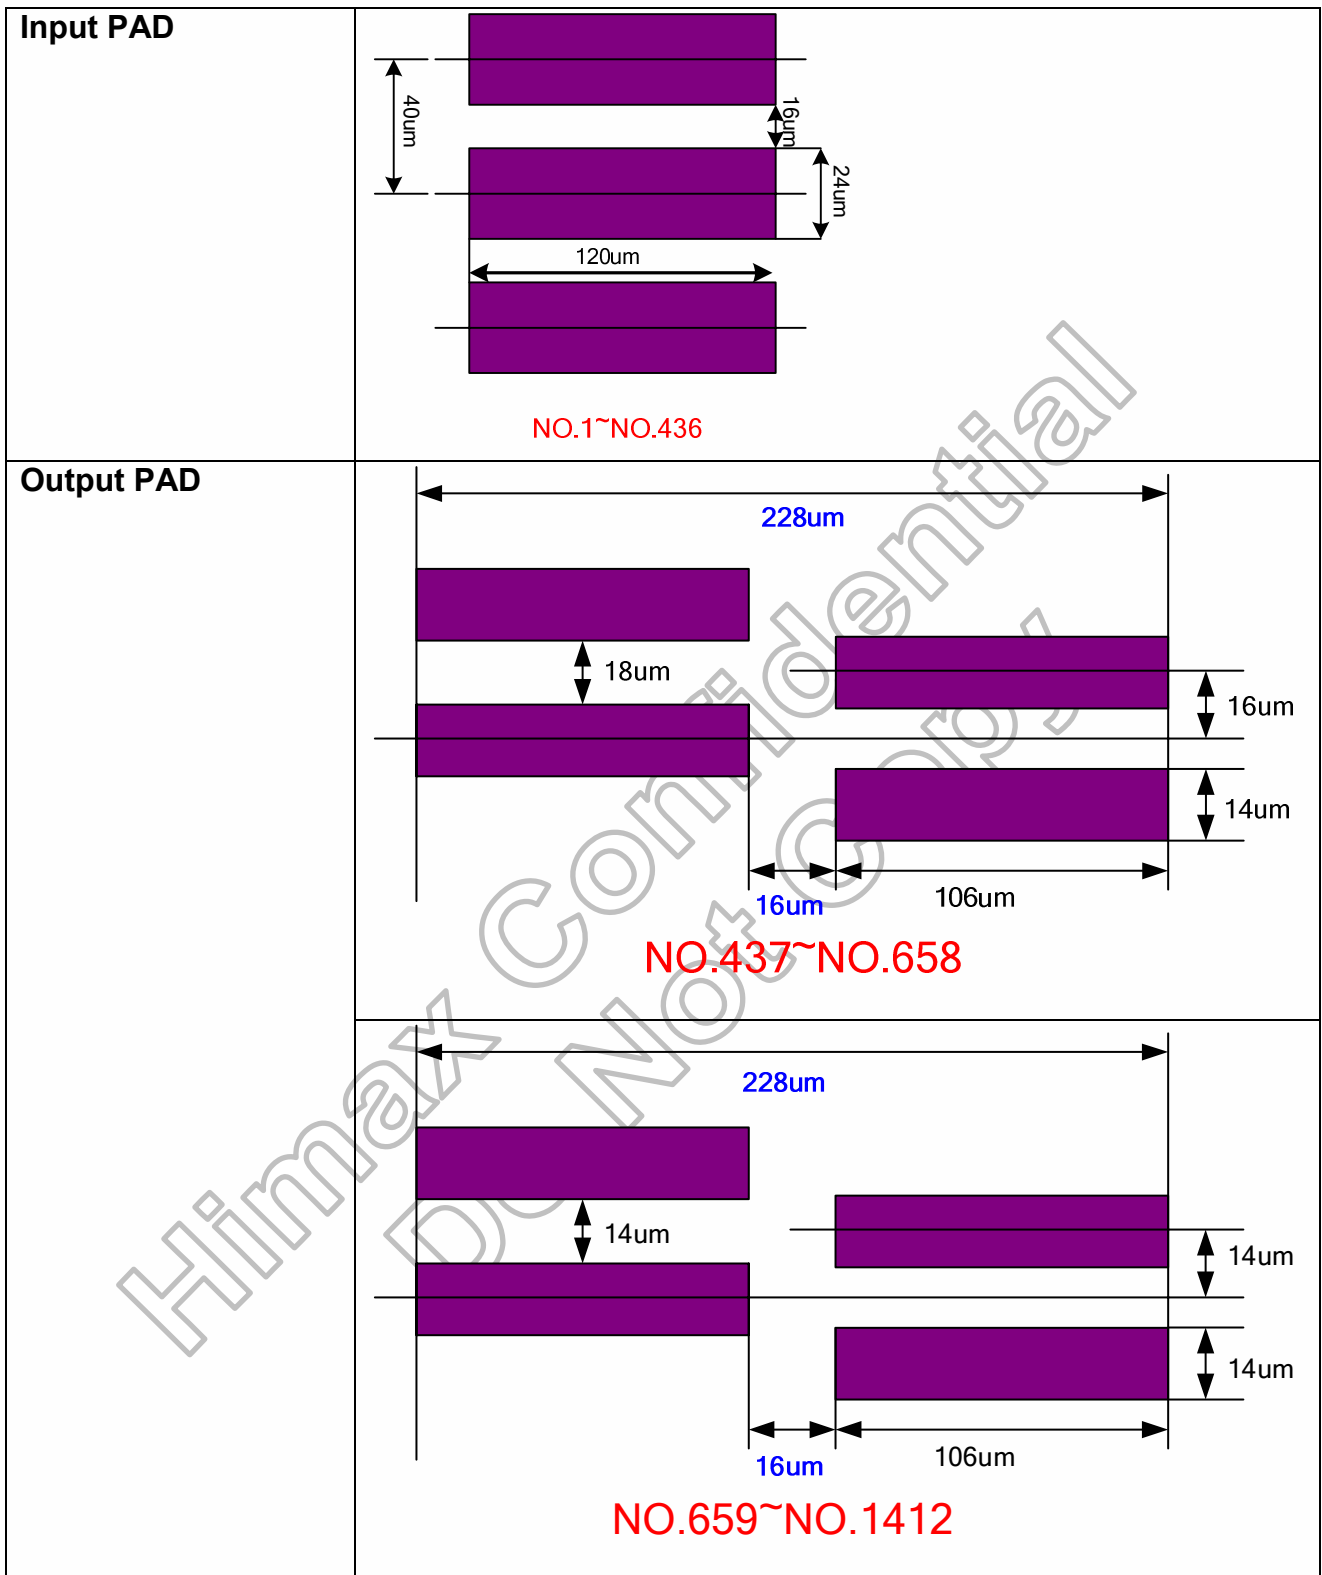 Input PAD
40um
16um
24um
120um
NO.1~NO.436
Output PAD
228um
18um
16um
14um
16um
106um
NO.437~NO.658
228um
14um
14um
14um
16um
106um
NO.659~NO.1412
Himax Confidential
Do Not Copy